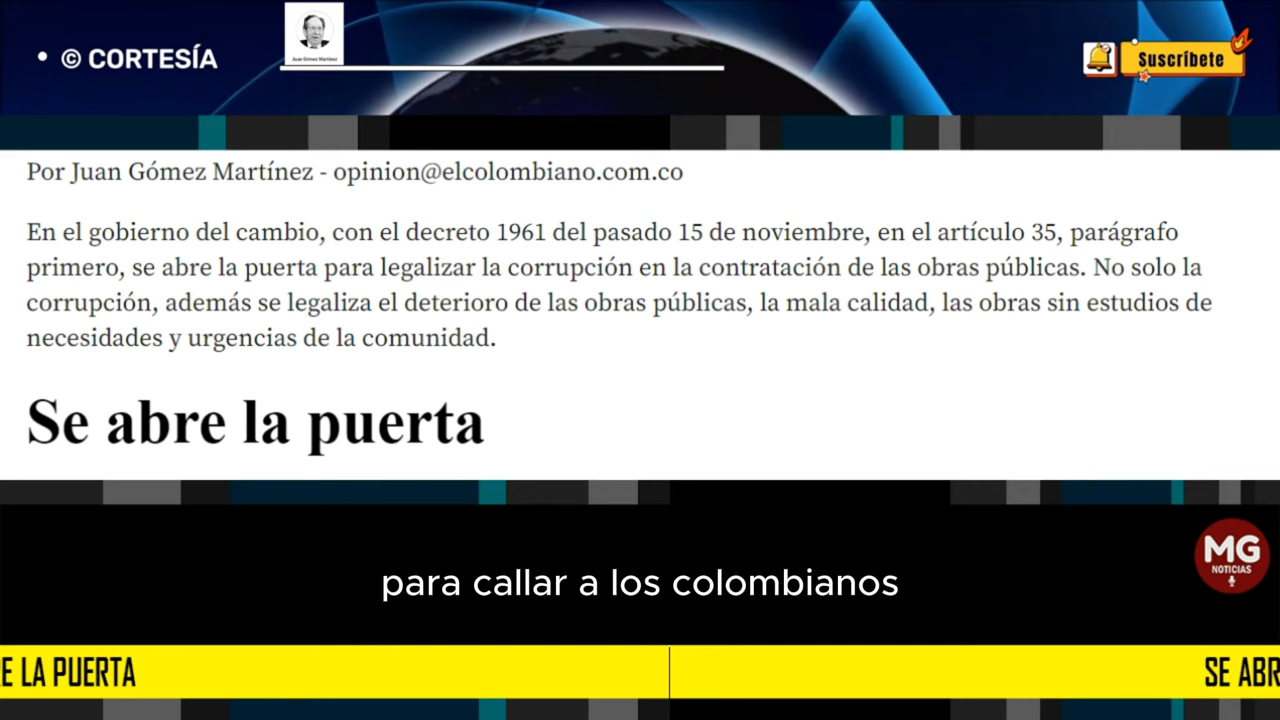 • © CORTESÍA
Juan Gómez Martínez
Suscríbete
Por Juan Gómez Martínez - opinion@elcolombiano.com.co
En el gobierno del cambio, con el decreto 1961 del pasado 15 de noviembre, en el artículo 35, parágrafo
primero, se abre la puerta para legalizar la corrupción en la contratación de las obras públicas. No solo la
corrupción, además se legaliza el deterioro de las obras públicas, la mala calidad, las obras sin estudios de
necesidades y urgencias de la comunidad.
Se abre la puerta
MG
NOTICIAS
para callar a los colombianos
E LA PUERTA
SE ABR